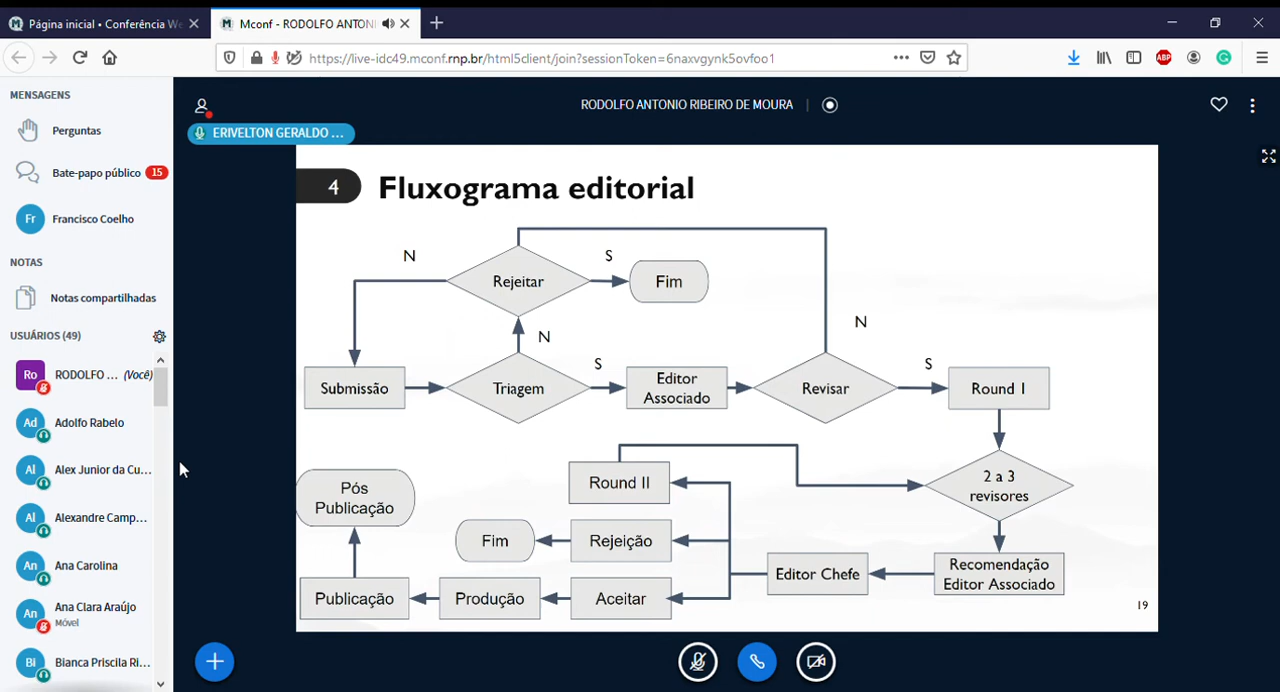 Página inicial • Conferência We
Mconf - RODOLFO ANTONI
https://live-idc49.mconf.rnp.br/html5client/join?sessionToken=6naxvgynk5ovfoo1
ABP
MENSAGENS
Perguntas
Bate-papo público 15
Fr Francisco Coelho
NOTAS
Notas compartilhadas
USUÁRIOS (49)
Ro RODOLFO ... (Você)
Ad Adolfo Rabelo
Al Alex Junior da Cu...
Al Alexandre Camp...
An Ana Carolina
An Ana Clara Araújo
Móvel
Bi Bianca Priscila Ri...
RODOLFO ANTONIO RIBEIRO DE MOURA
ERIVELTON GERALDO ...
4 Fluxograma editorial
N
Rejeitar
S
Fim
N
N
Submissão
Triagem
S
Editor
Associado
Revisar
S
Round I
2 a 3
revisores
Round II
Pós
Publicação
Fim
Rejeição
Recomendação
Editor Associado
Editor Chefe
Publicação
Produção
Aceitar
19